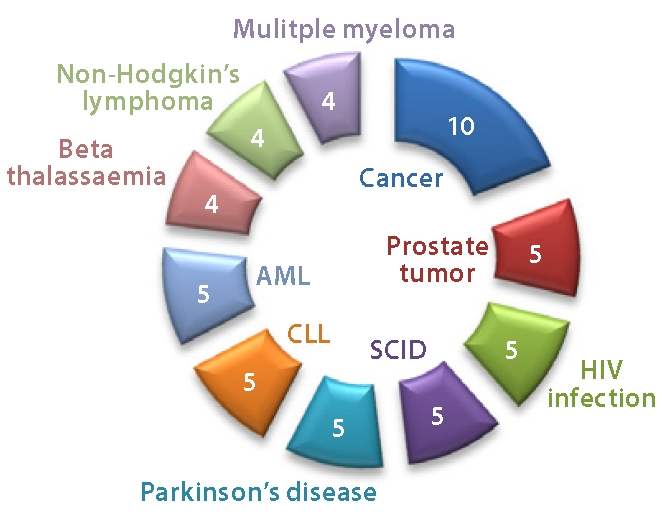 Mulitple myeloma
Non-Hodgkin's
lymphoma
4
4
10
Beta
thalassaemia
4
Cancer
Prostate
tumor
5
AML
5
CLL
5
SCID
5
HIV
infection
5
5
5
Parkinson's disease